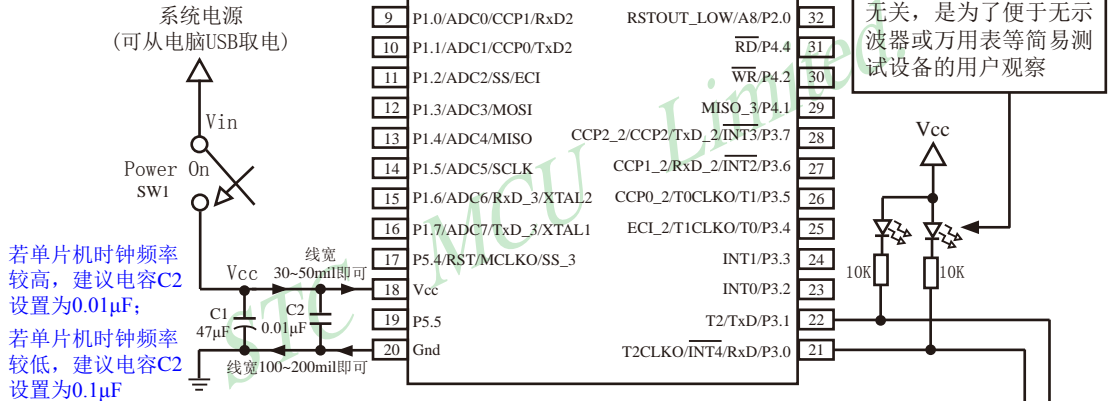 系统电源
(可从电脑USB取电)
Vin
Power On
SW1
若单片机时钟频率
较高，建议电容C2
设置为0.01μF；
若单片机时钟频率
较低，建议电容C2
设置为0.1μF
Vcc
线宽
30~50mil即可
C1
47μF
C2
0.01μF
线宽100~200mil即可
9 P1.0/ADC0/CCP1/RxD2
10 P1.1/ADC1/CCP0/TxD2
11 P1.2/ADC2/SS/ECI
12 P1.3/ADC3/MOSI
13 P1.4/ADC4/MISO
14 P1.5/ADC5/SCLK
15 P1.6/ADC6/RxD_3/XTAL2
16 P1.7/ADC7/TxD_3/XTAL1
17 P5.4/RST/MCLKO/SS_3
18 Vcc
19 P5.5
20 Gnd
RSTOUT_LOW/A8/P2.0 32
RD/P4.4 31
WR/P4.2 30
MISO_3/P4.1 29
CCP2_2/CCP2/TxD_2/INT3/P3.7 28
CCP1_2/RxD_2/INT2/P3.6 27
CCP0_2/T0CLKO/T1/P3.5 26
ECI_2/T1CLKO/T0/P3.4 25
INT1/P3.3 24
INT0/P3.2 23
T2/TxD/P3.1 22
T2CLKO/INT4/RxD/P3.0 21
无关，是为了便于无示
波器或万用表等简易测
试设备的用户观察
Vcc
10K
10K
STC MCU Limited.